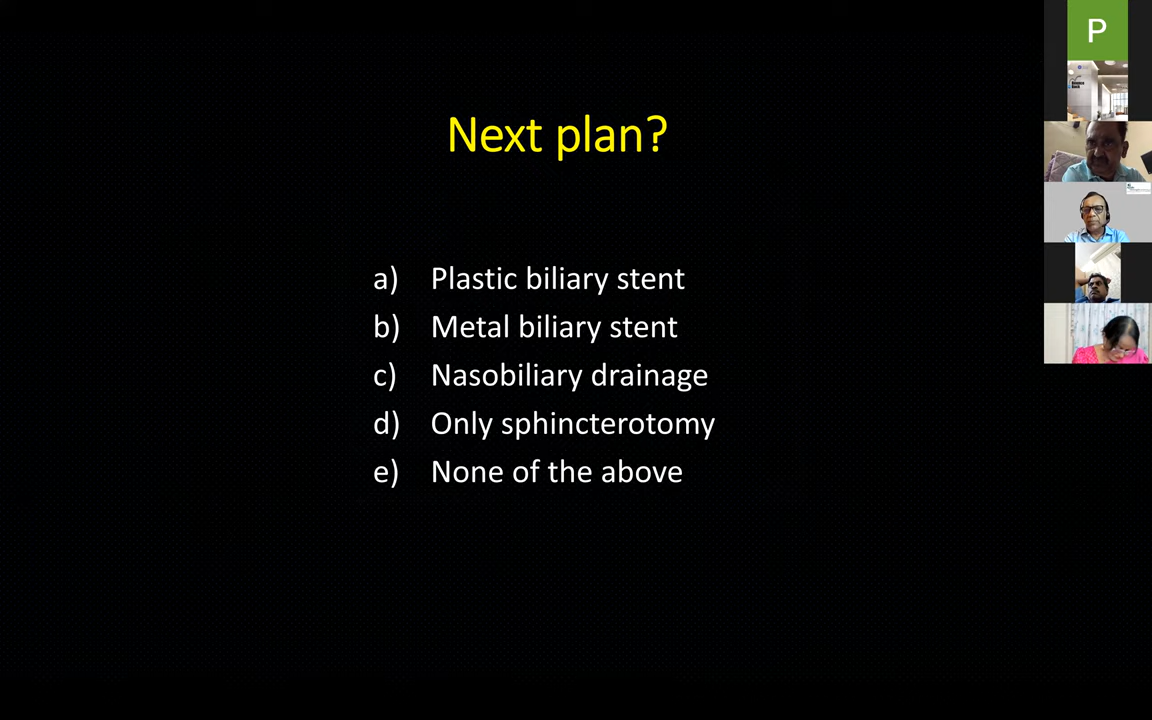 Next plan?
a) Plastic biliary stent
b) Metal biliary stent
c) Nasobiliary drainage
d) Only sphincterotomy
e) None of the above
P